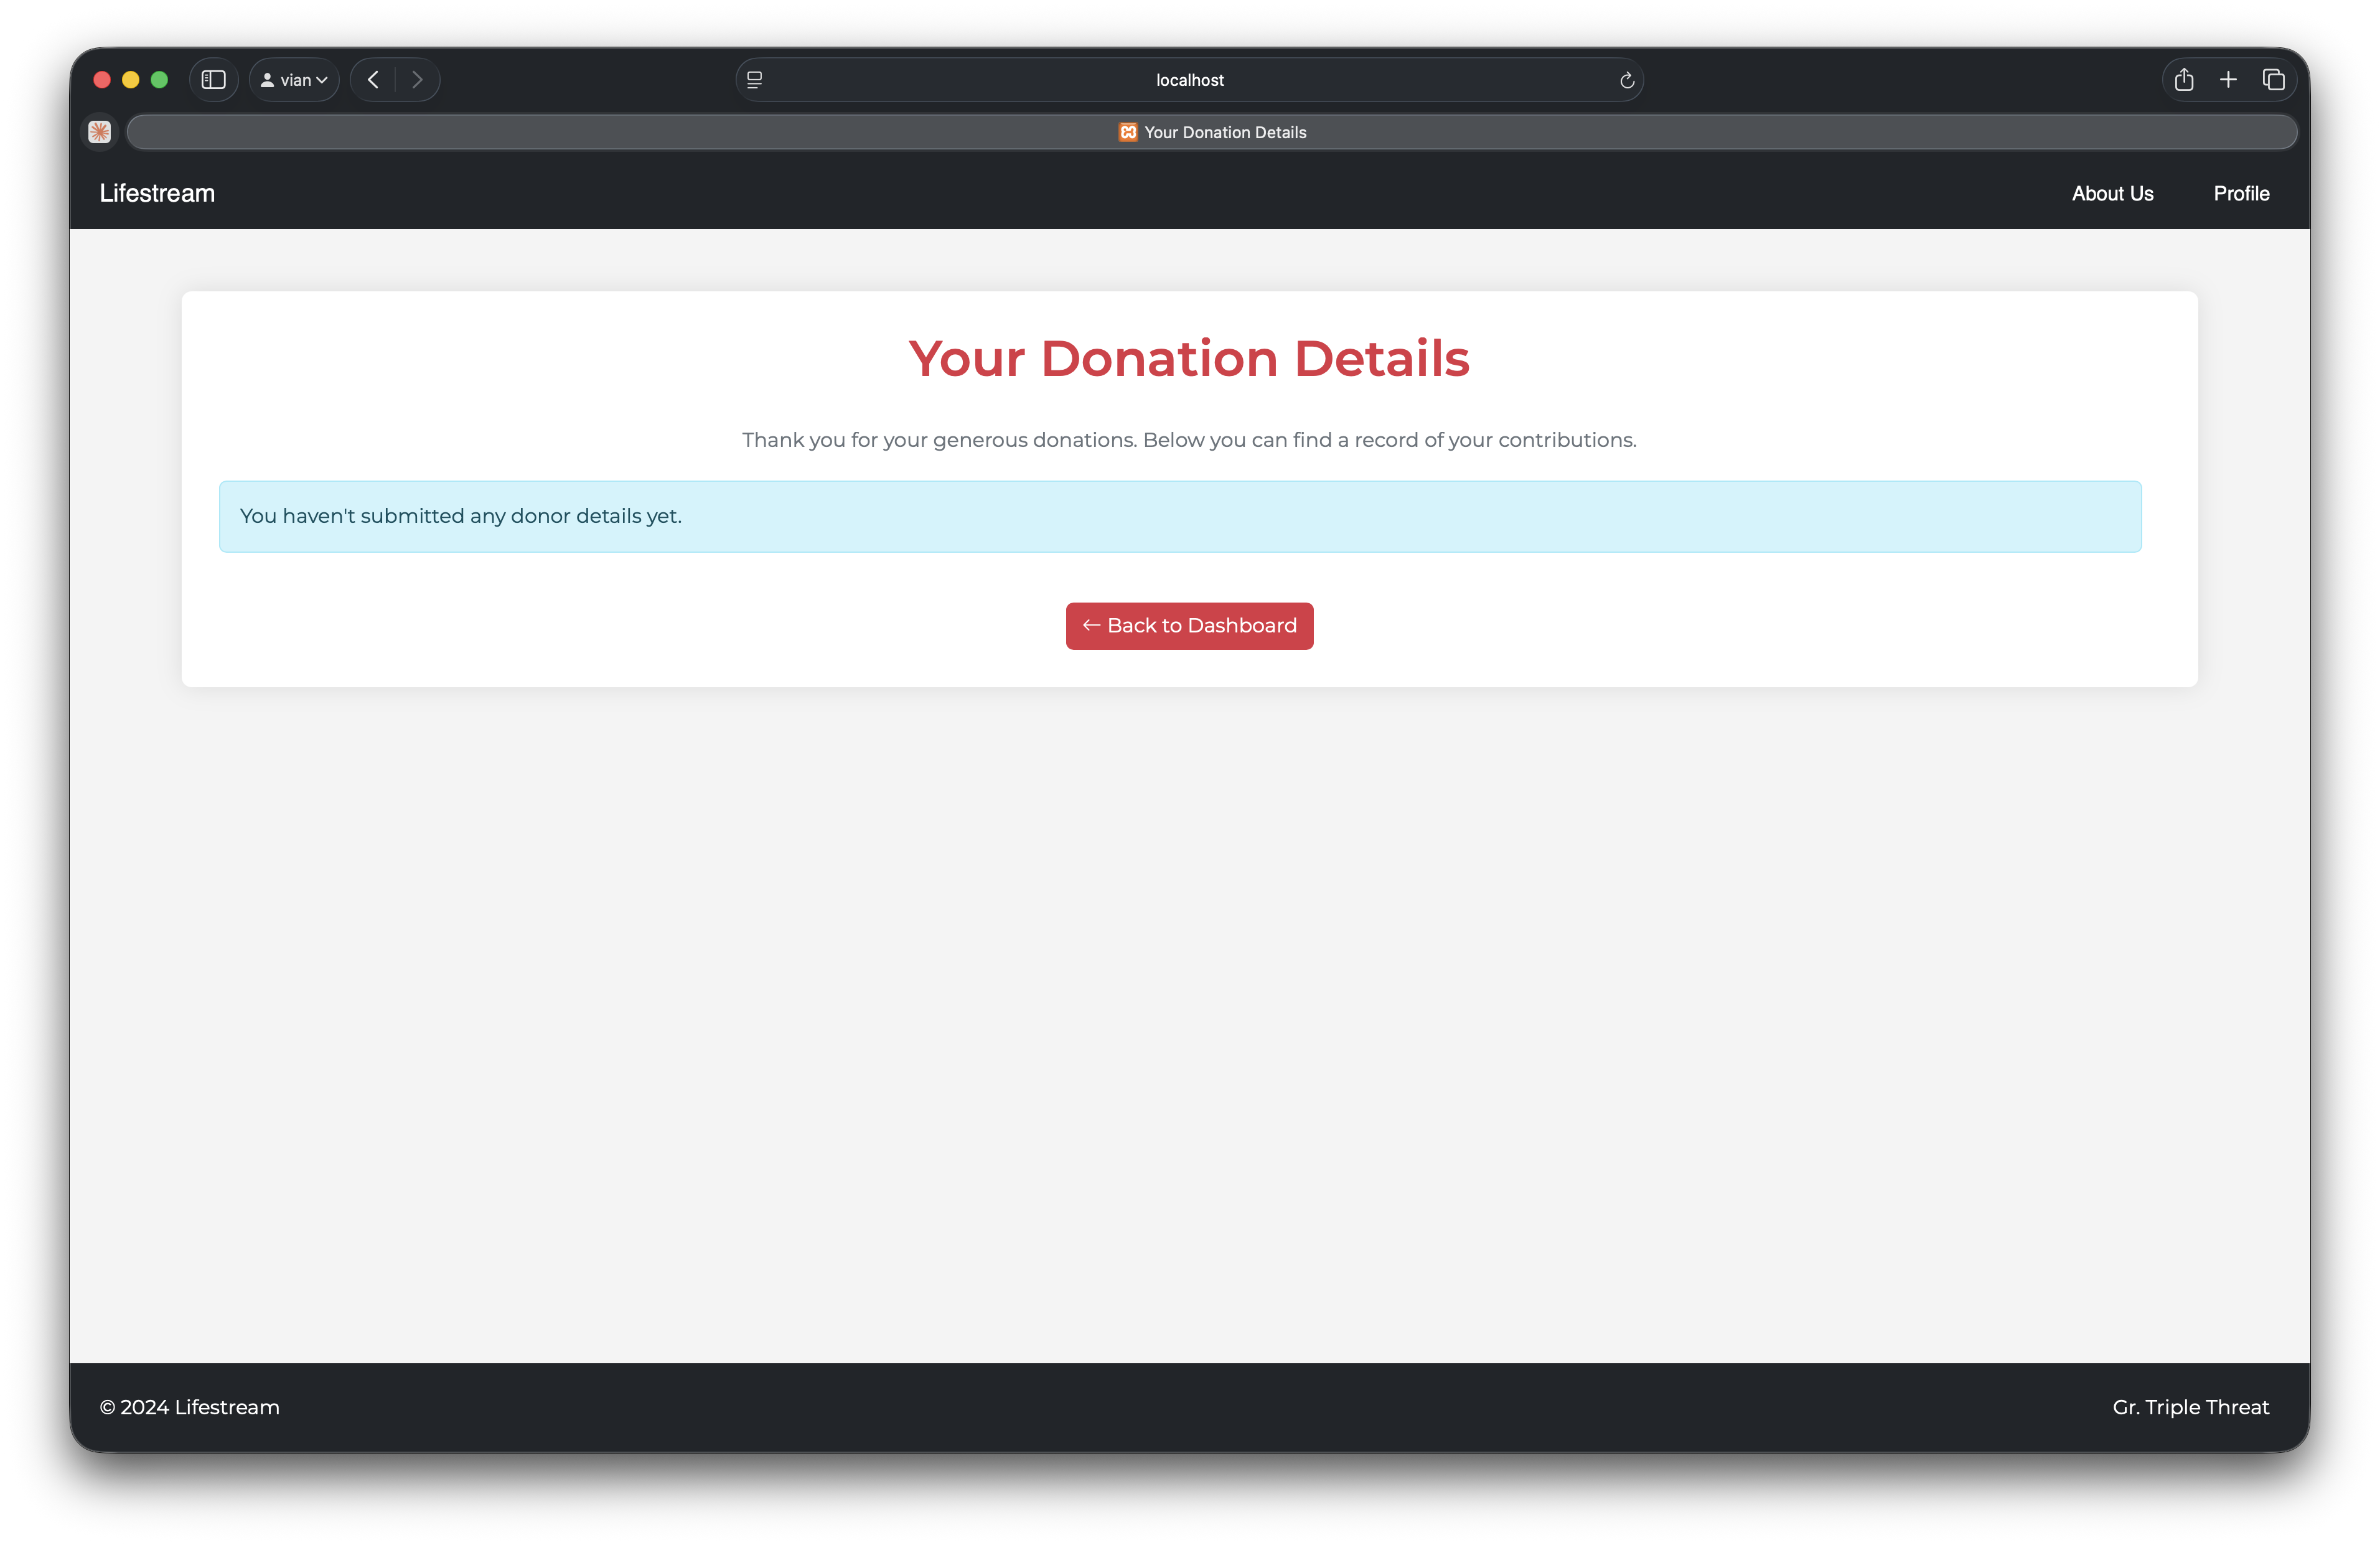 vian
localhost
Your Donation Details
Lifestream
About Us
Profile
Your Donation Details
Thank you for your generous donations. Below you can find a record of your contributions.
You haven't submitted any donor details yet.
← Back to Dashboard
© 2024 Lifestream
Gr. Triple Threat